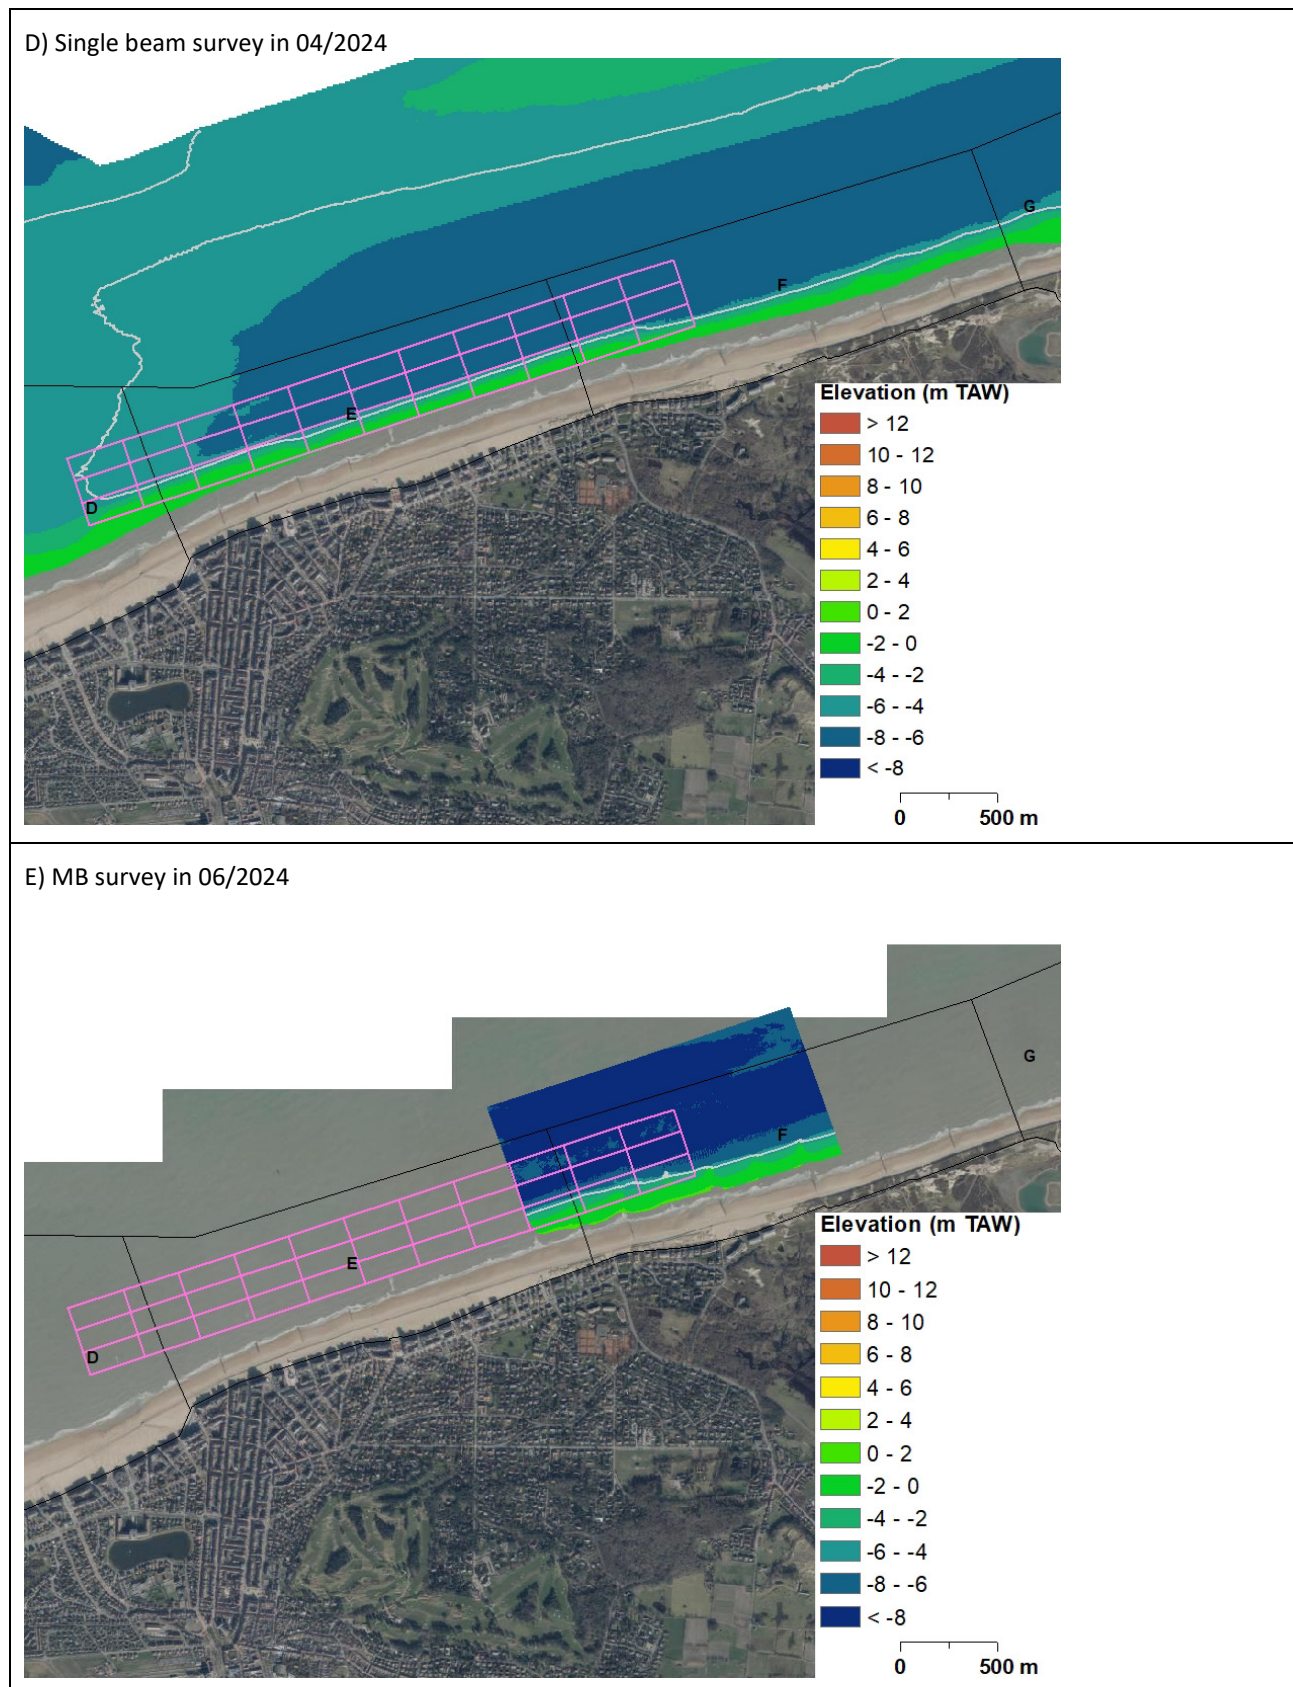 D) Single beam survey in 04/2024
G
F
E
D
Elevation (m TAW)
> 12
10 - 12
8 - 10
6 - 8
4 - 6
2 - 4
0 - 2
-2 - 0
-4 - -2
-6 - -4
-8 - -6
< -8
0 500 m
E) MB survey in 06/2024
G
F
E
D
Elevation (m TAW)
> 12
10 - 12
8 - 10
6 - 8
4 - 6
2 - 4
0 - 2
-2 - 0
-4 - -2
-6 - -4
-8 - -6
< -8
0 500 m